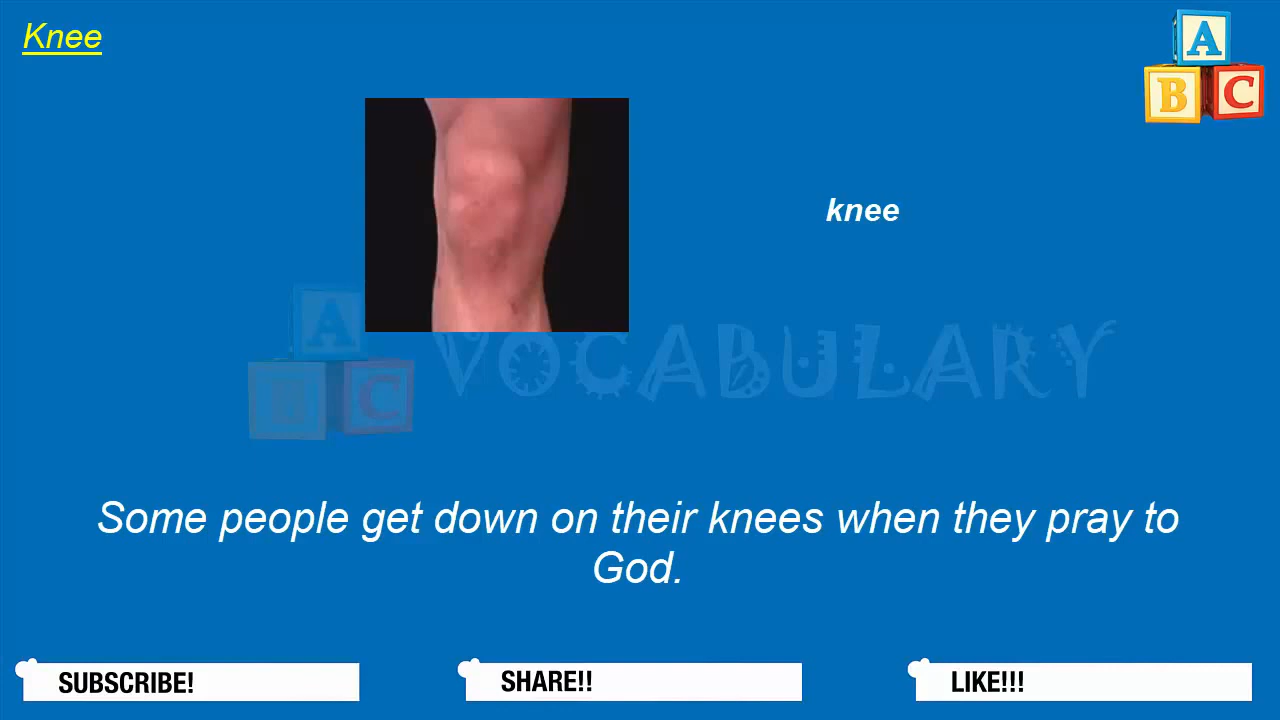 Knee
A
B C
knee
A
B C
VOCABULARY
Some people get down on their knees when they pray to
God.
SUBSCRIBE!
SHARE!!
LIKE!!!